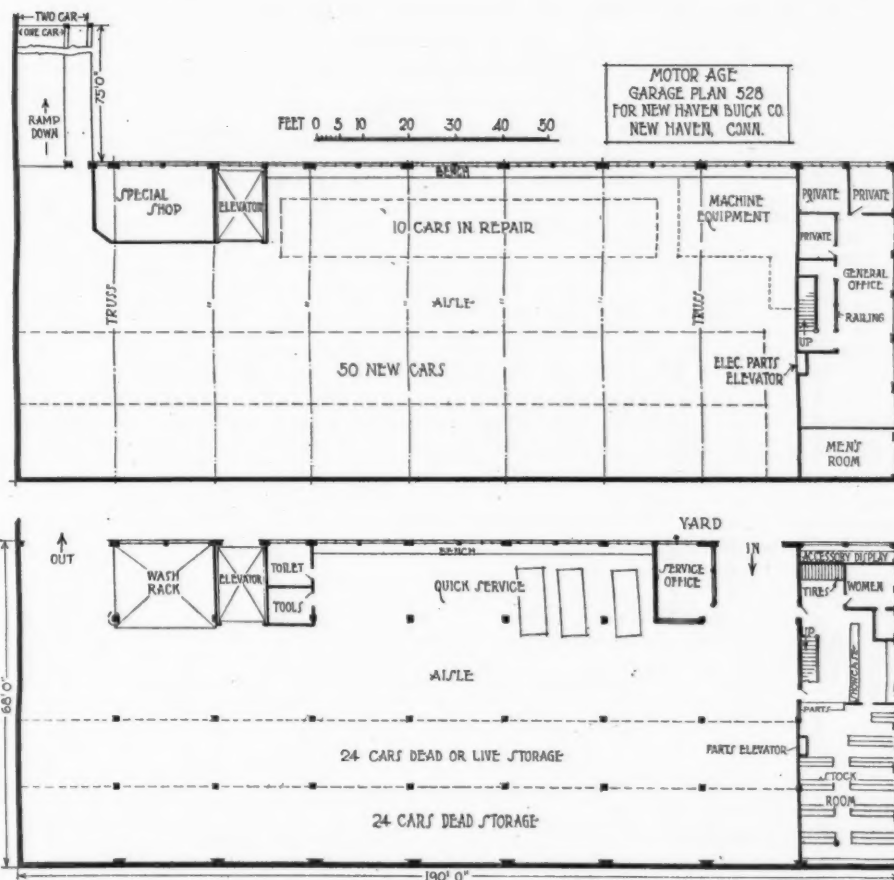 TWO CAR
ONE CAR
75'0"
RAMP
DOWN
FEET 0 5 10 20 30 40 50
MOTOR AGE
GARAGE PLAN 528
FOR NEW HAVEN BUICK CO.
NEW HAVEN, CONN.
SPECIAL
SHOP
ELEVATOR
BENCH
10 CARS IN REPAIR
MACHINE
EQUIPMENT
PRIVATE
PRIVATE
PRIVATE
GENERAL
OFFICE
TRUSS
"
"
"
"
"
AISLE
TRUSS
RAILING
UP
50 NEW CARS
ELEC. PARTS
ELEVATOR
MEN'S
ROOM
YARD
OUT
IN
BENCH
ACCESSORY DISPLAY
WASH
RACK
ELEVATOR
TOILET
TOOLS
QUICK SERVICE
SERVICE
OFFICE
TIRES
WOMEN
UP
SHOWCASE
AISLE
PARTS
68'0"
24 CARS DEAD OR LIVE STORAGE
PARTS ELEVATOR
STOCK
ROOM
24 CARS DEAD STORAGE
190'0"